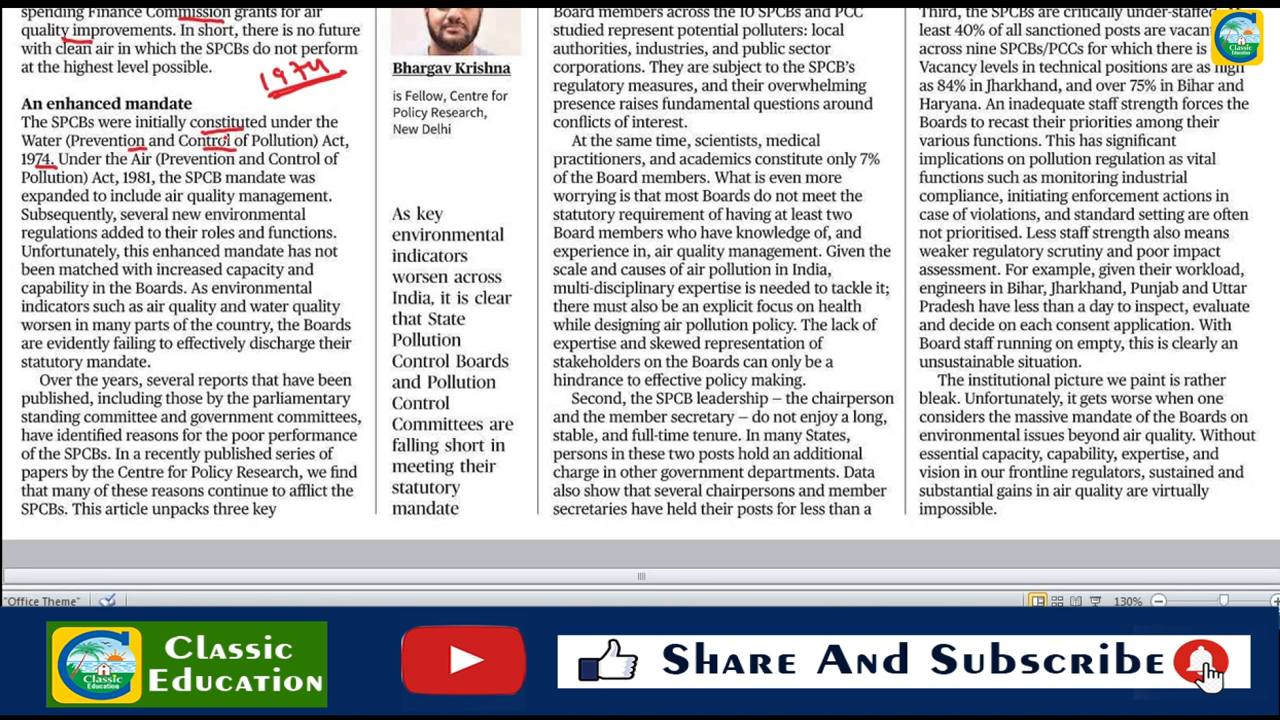 spending Finance Commission grants for air
quality improvements. In short, there is no future
with clean air in which the SPCBs do not perform
at the highest level possible.
1974
An enhanced mandate
The SPCBs were initially constituted under the
Water (Prevention and Control of Pollution) Act,
1974. Under the Air (Prevention and Control of
Pollution) Act, 1981, the SPCB mandate was
expanded to include air quality management.
Subsequently, several new environmental
regulations added to their roles and functions.
Unfortunately, this enhanced mandate has not
been matched with increased capacity and
capability in the Boards. As environmental
indicators such as air quality and water quality
worsen in many parts of the country, the Boards
are evidently failing to effectively discharge their
statutory mandate.
Over the years, several reports that have been
published, including those by the parliamentary
standing committee and government committees,
have identified reasons for the poor performance
of the SPCBs. In a recently published series of
papers by the Centre for Policy Research, we find
that many of these reasons continue to afflict the
SPCBs. This article unpacks three key
Bhargav Krishna
is Fellow, Centre for
Policy Research,
New Delhi
As key
environmental
indicators
worsen across
India, it is clear
that State
Pollution
Control Boards
and Pollution
Control
Committees are
falling short in
meeting their
statutory
mandate
Board members across the 10 SPCBs and PCC
studied represent potential polluters: local
authorities, industries, and public sector
corporations. They are subject to the SPCB's
regulatory measures, and their overwhelming
presence raises fundamental questions around
conflicts of interest.
At the same time, scientists, medical
practitioners, and academics constitute only 7%
of the Board members. What is even more
worrying is that most Boards do not meet the
statutory requirement of having at least two
Board members who have knowledge of, and
experience in, air quality management. Given the
scale and causes of air pollution in India,
multi-disciplinary expertise is needed to tackle it;
there must also be an explicit focus on health
while designing air pollution policy. The lack of
expertise and skewed representation of
stakeholders on the Boards can only be a
hindrance to effective policy making.
Second, the SPCB leadership — the chairperson
and the member secretary — do not enjoy a long,
stable, and full-time tenure. In many States,
persons in these two posts hold an additional
charge in other government departments. Data
also show that several chairpersons and member
secretaries have held their posts for less than a
Third, the SPCBs are critically under-staffed.
least 40% of all sanctioned posts are vacant
across nine SPCBs/PCCs for which there is
Vacancy levels in technical positions are as high
as 84% in Jharkhand, and over 75% in Bihar and
Haryana. An inadequate staff strength forces the
Boards to recast their priorities among their
various functions. This has significant
implications on pollution regulation as vital
functions such as monitoring industrial
compliance, initiating enforcement actions in
case of violations, and standard setting are often
not prioritised. Less staff strength also means
weaker regulatory scrutiny and poor impact
assessment. For example, given their workload,
engineers in Bihar, Jharkhand, Punjab and Uttar
Pradesh have less than a day to inspect, evaluate
and decide on each consent application. With
Board staff running on empty, this is clearly an
unsustainable situation.
The institutional picture we paint is rather
bleak. Unfortunately, it gets worse when one
considers the massive mandate of the Boards on
environmental issues beyond air quality. Without
essential capacity, capability, expertise, and
vision in our frontline regulators, sustained and
substantial gains in air quality are virtually
impossible.
Classic
Education
"Office Theme"
130%
Classic
Education
Classic
Education
Share And Subscribe